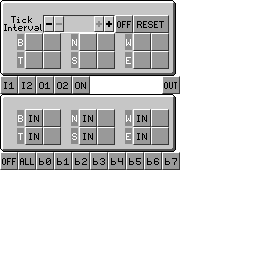 Tick
Interval - - + + OFF RESET
B N W
T S E
I1 I2 O1 O2 ON OUT
B IN N IN W IN
T IN S IN E IN
OFF ALL b0 b1 b2 b3 b4 b5 b6 b7